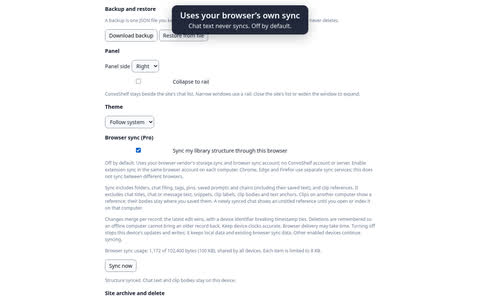 Backup and restore
A backup is one JSON file you
never deletes.
Uses your browser's own sync
Chat text never syncs. Off by default.
Download backup
Restore from file
Panel
Panel side
Right
Collapse to rail
stays beside the site's chat list. Narrow windows use a rail: close the site's list or widen the window to expand.
Theme
Follow system
Browser sync (Pro)
Sync my library structure through this browser
Off by default. Uses your browser vendor's storage.sync and browser sync account; no account or server. Enable
extension sync in the same browser account on each computer. Chrome, Edge and Firefox use separate sync services; this does
not sync between different browsers.
Sync includes folders, chat filing, tags, pins, saved prompts and chains (including their saved text), and clip references. It
excludes chat titles, chat or message text, snippets, clip labels, clip bodies and text anchors. Clips on another computer show a
reference; their bodies stay where you saved them. A newly synced chat shows an untitled reference until you open or index it
on that computer.
Changes merge per record: the latest edit wins, with a device identifier breaking timestamp ties. Deletions are remembered so
an offline computer cannot bring an older record back. Keep device clocks accurate. Browser delivery may take time. Turning off
stops this device's updates and writes; it keeps local data and existing browser sync data. Other enabled devices continue
syncing.
Browser sync usage: 1,172 of 102,400 bytes (100 KB), shared by all devices. Each item is limited to 8 KB.
Sync now
Structure synced. Chat text and clip bodies stay on this device.
Site archive and delete